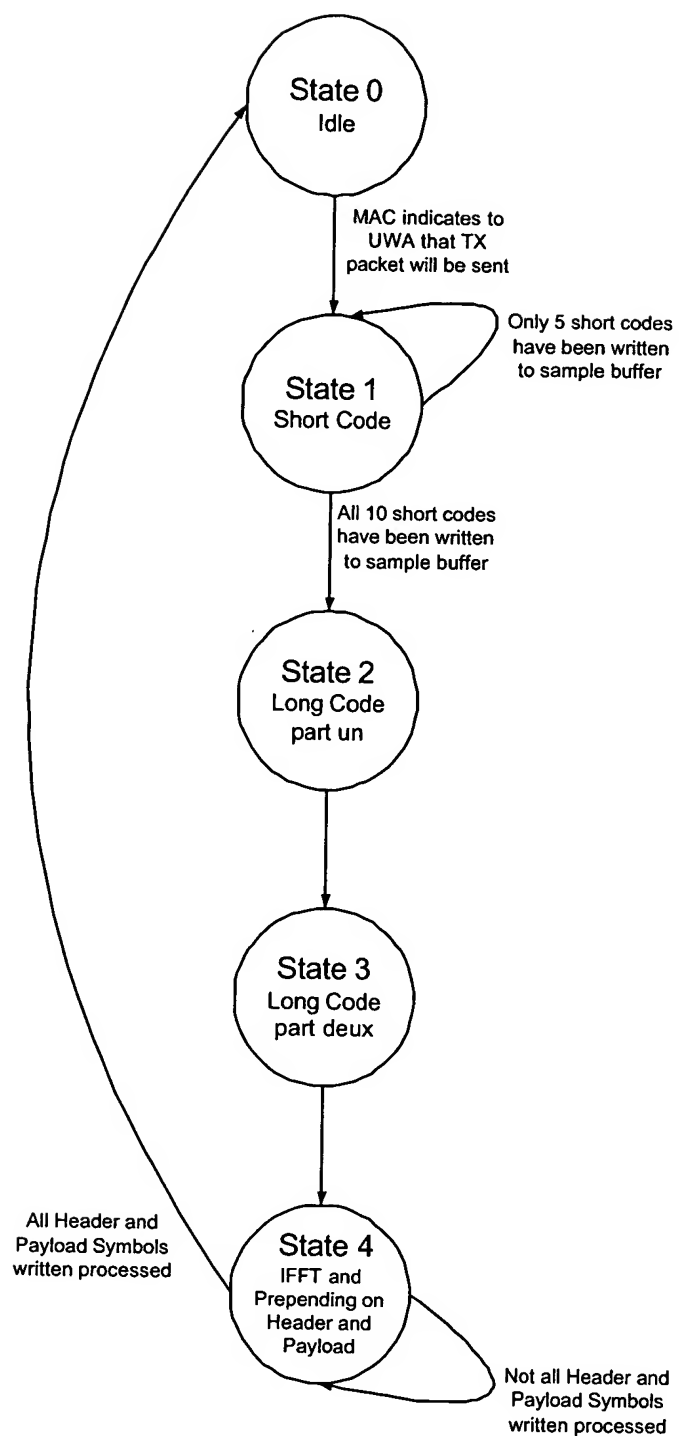 State 0
Idle
MAC indicates to
UWA that TX
packet will be sent
Only 5 short codes
have been written
to sample buffer
State 1
Short Code
All 10 short codes
have been written
to sample buffer
State 2
Long Code
part un
State 3
Long Code
part deux
All Header and
Payload Symbols
written processed
State 4
IFFT and
Prepending on
Header and
Payload
Not all Header and
Payload Symbols
written processed